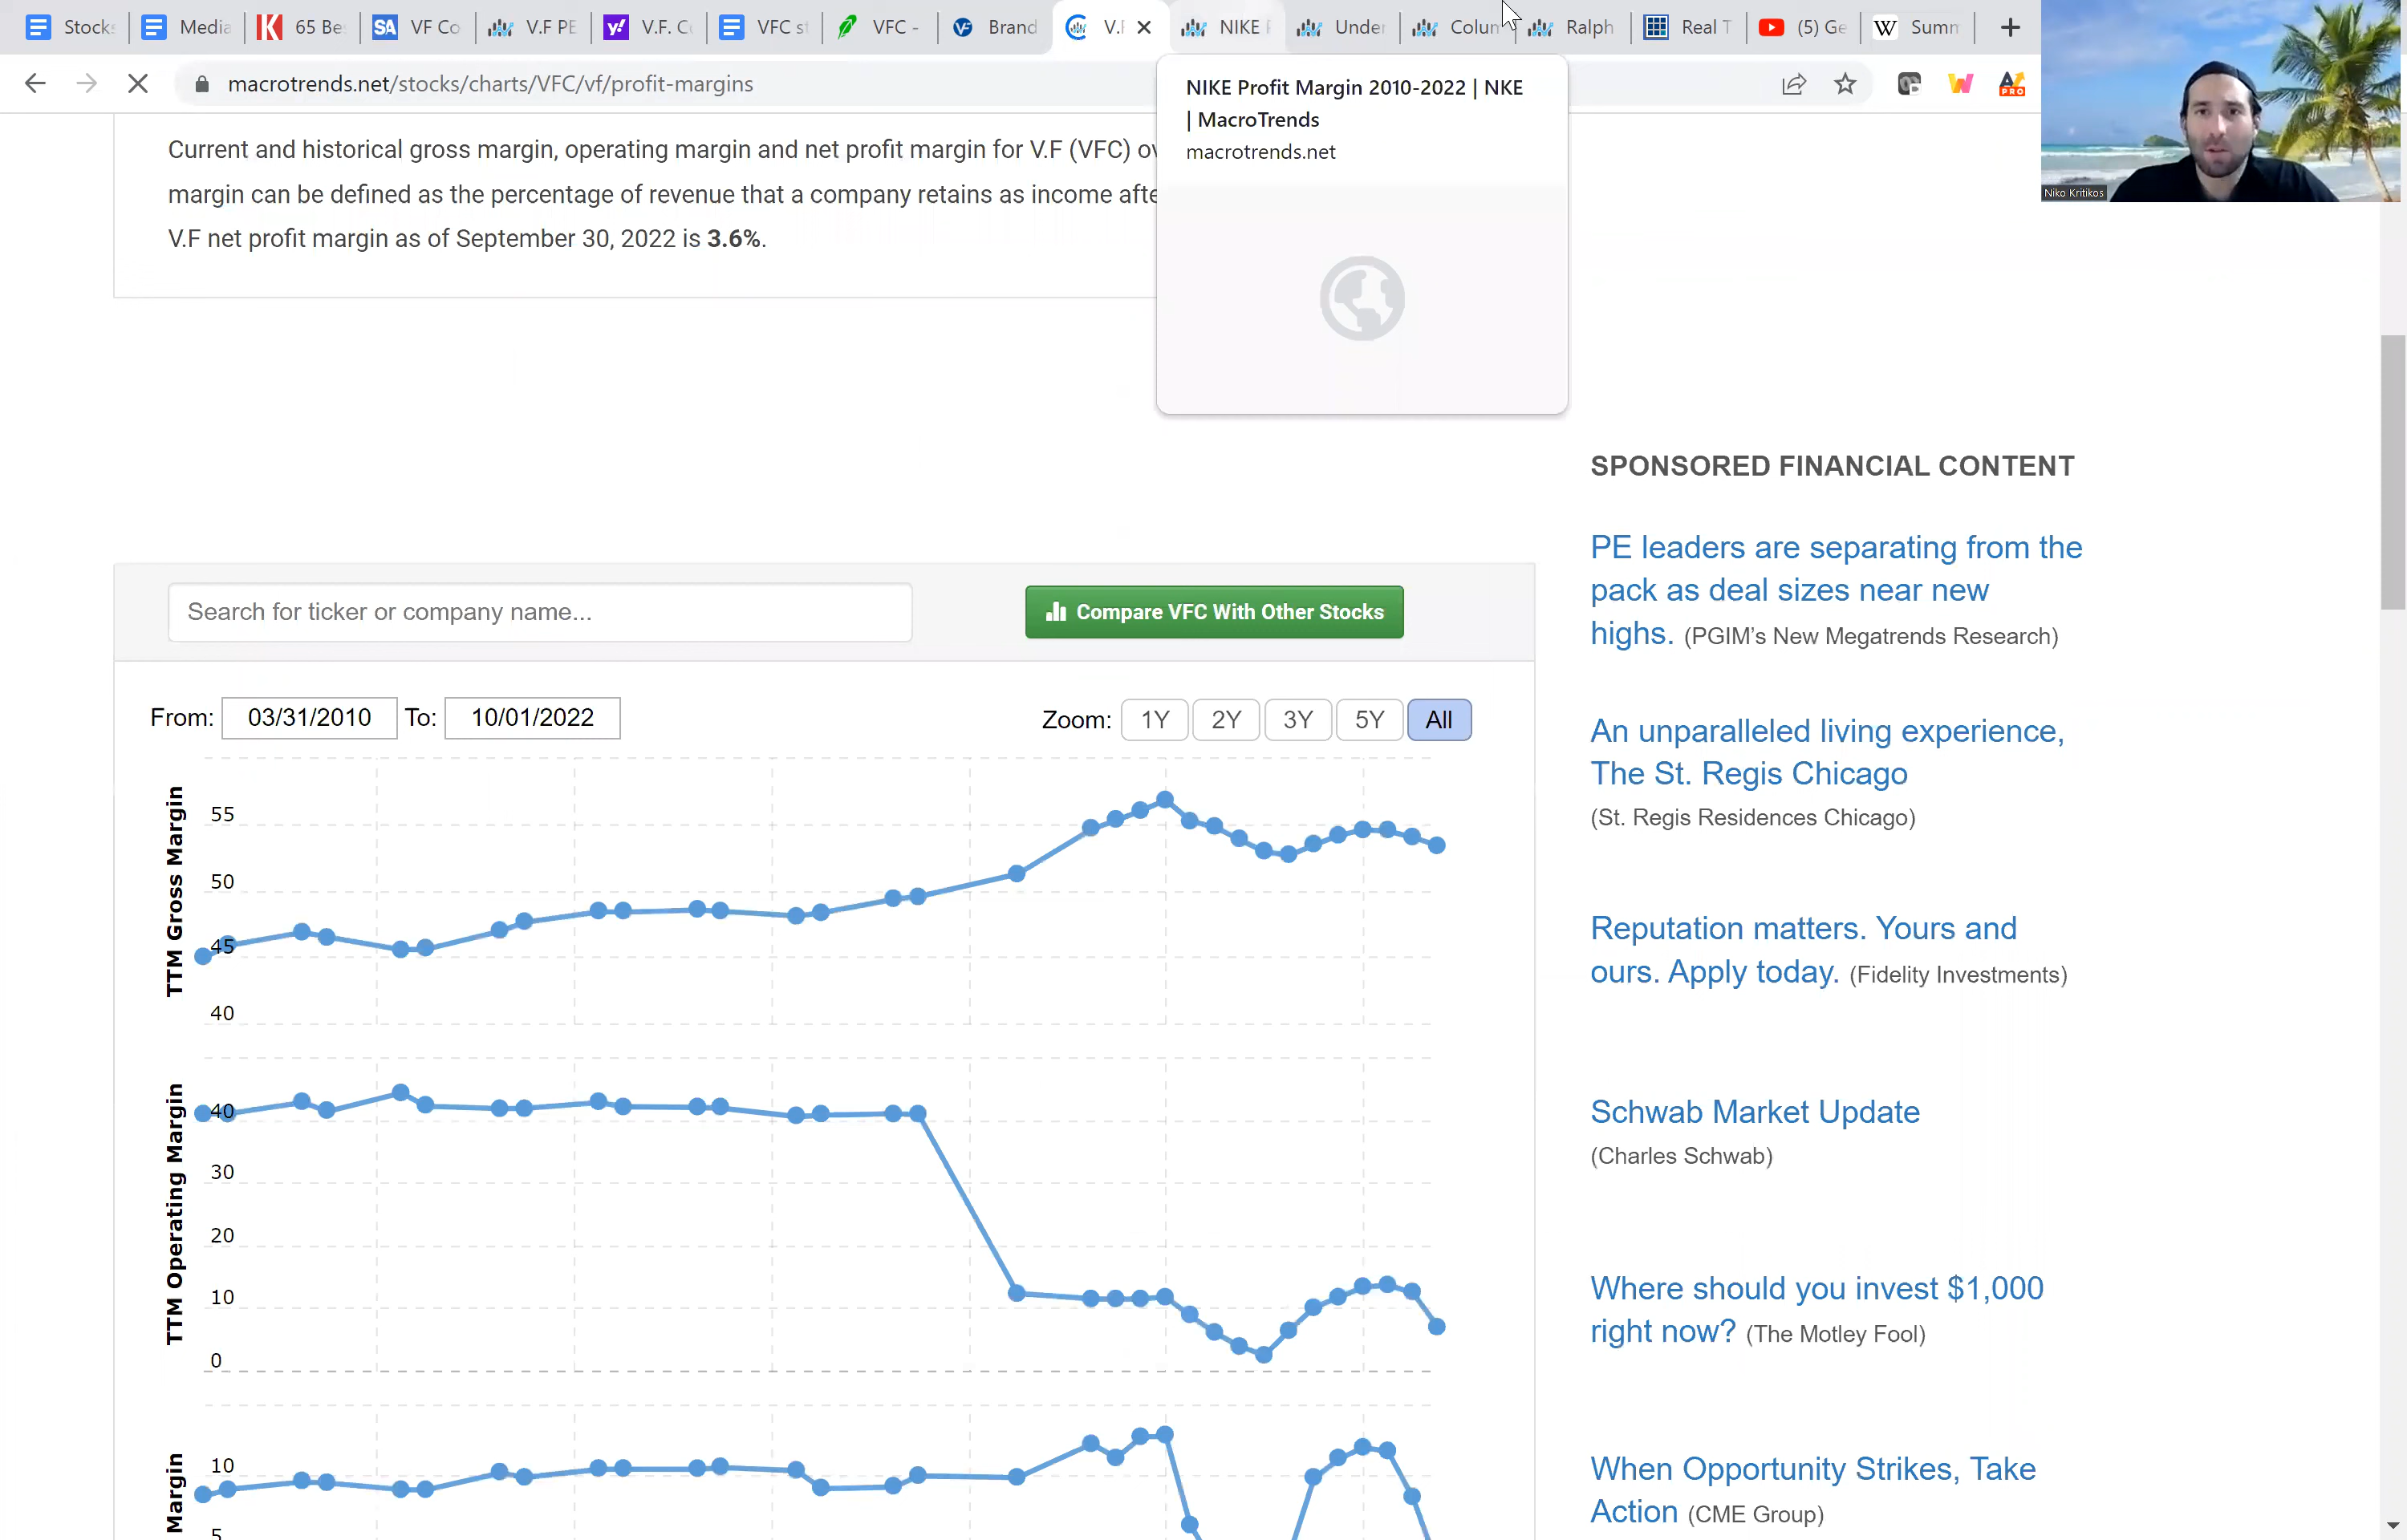 Stocks
Media
65 Be
VF Co
V.F PE
V.F. Cu
VFC st
VFC -
Brand
V.F
NIKE P
Under
Colum
Ralph
Real T
(5) Ge
Summ
macrotrends.net/stocks/charts/VFC/vf/profit-margins
PRO
NIKE Profit Margin 2010-2022 | NKE
| MacroTrends
macrotrends.net
Niko Kritikos
Current and historical gross margin, operating margin and net profit margin for V.F (VFC) ov
margin can be defined as the percentage of revenue that a company retains as income afte
V.F net profit margin as of September 30, 2022 is 3.6%.
Search for ticker or company name...
Compare VFC With Other Stocks
From: 03/31/2010 To: 10/01/2022
Zoom: 1Y 2Y 3Y 5Y All
TTM Gross Margin
55
50
45
40
TTM Operating Margin
40
30
20
10
0
Margin
10
5
SPONSORED FINANCIAL CONTENT
PE leaders are separating from the
pack as deal sizes near new
highs. (PGIM's New Megatrends Research)
An unparalleled living experience,
The St. Regis Chicago
(St. Regis Residences Chicago)
Reputation matters. Yours and
ours. Apply today. (Fidelity Investments)
Schwab Market Update
(Charles Schwab)
Where should you invest $1,000
right now? (The Motley Fool)
When Opportunity Strikes, Take
Action (CME Group)